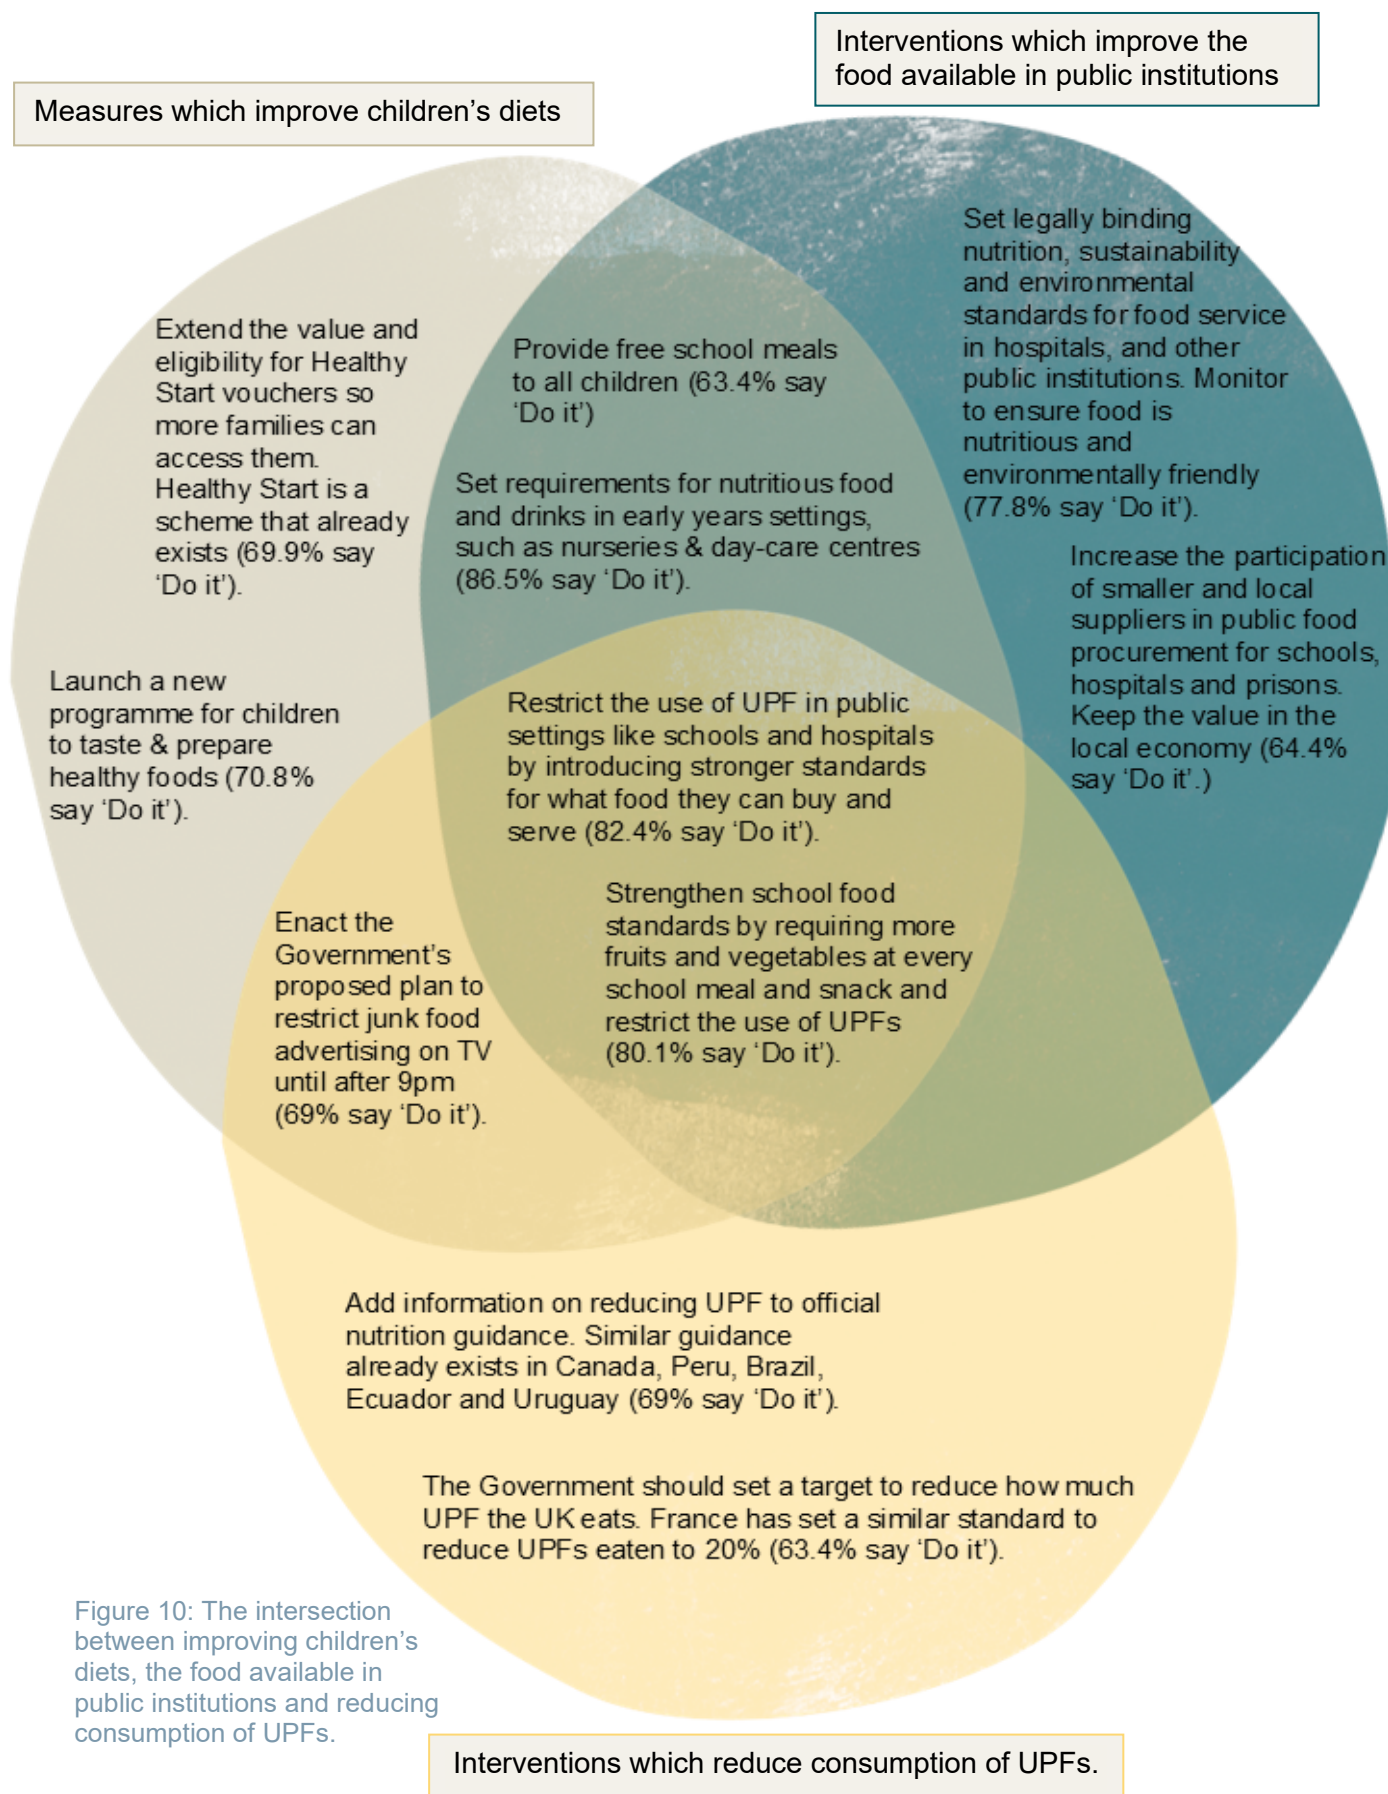 Interventions which improve the
food available in public institutions
Measures which improve children’s diets
Set legally binding
nutrition, sustainability
and environmental
standards for food service
in hospitals, and other
public institutions. Monitor
to ensure food is
nutritious and
environmentally friendly
(77.8% say ‘Do it’).
Extend the value and
eligibility for Healthy
Start vouchers so
more families can
access them.
Healthy Start is a
scheme that already
exists (69.9% say
‘Do it’).
Provide free school meals
to all children (63.4% say
‘Do it’)
Set requirements for nutritious food
and drinks in early years settings,
such as nurseries & day-care centres
(86.5% say ‘Do it’).
Increase the participation
of smaller and local
suppliers in public food
procurement for schools,
hospitals and prisons.
Keep the value in the
local economy (64.4%
say ‘Do it’.)
Launch a new
programme for children
to taste & prepare
healthy foods (70.8%
say ‘Do it’).
Restrict the use of UPF in public
settings like schools and hospitals
by introducing stronger standards
for what food they can buy and
serve (82.4% say ‘Do it’).
Strengthen school food
standards by requiring more
fruits and vegetables at every
school meal and snack and
restrict the use of UPFs
(80.1% say ‘Do it’).
Enact the
Government’s
proposed plan to
restrict junk food
advertising on TV
until after 9pm
(69% say ‘Do it’).
Add information on reducing UPF to official
nutrition guidance. Similar guidance
already exists in Canada, Peru, Brazil,
Ecuador and Uruguay (69% say ‘Do it’).
The Government should set a target to reduce how much
UPF the UK eats. France has set a similar standard to
reduce UPFs eaten to 20% (63.4% say ‘Do it’).
Figure 10: The intersection
between improving children’s
diets, the food available in
public institutions and reducing
consumption of UPFs.
Interventions which reduce consumption of UPFs.